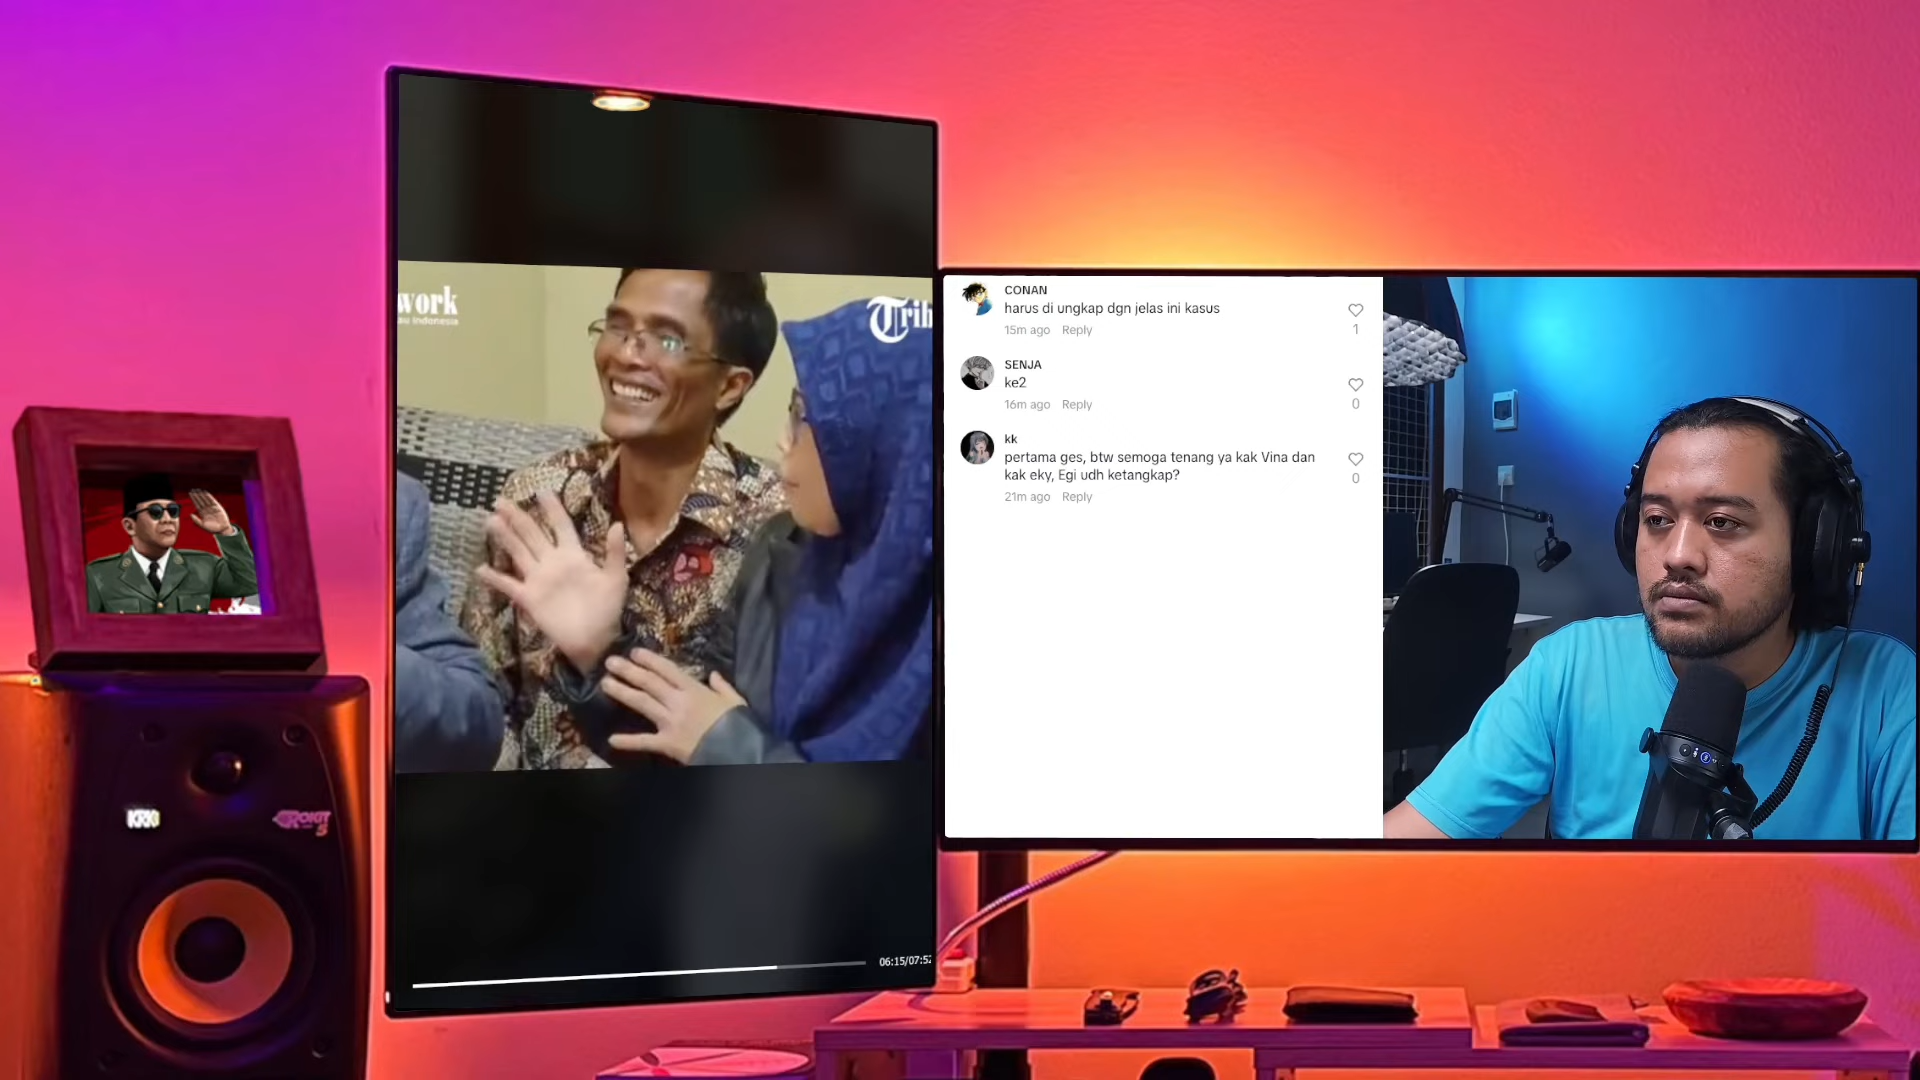 work
Trib
CONAN
harus di ungkap dgn jelas ini kasus
15m ago Reply
1
SENJA
ke2
16m ago Reply
0
kk
pertama ges, btw semoga tenang ya kak Vina dan
kak eky, Egi udh ketangkap?
21m ago Reply
0
06:15/07:52
KRK
ROKIT
5